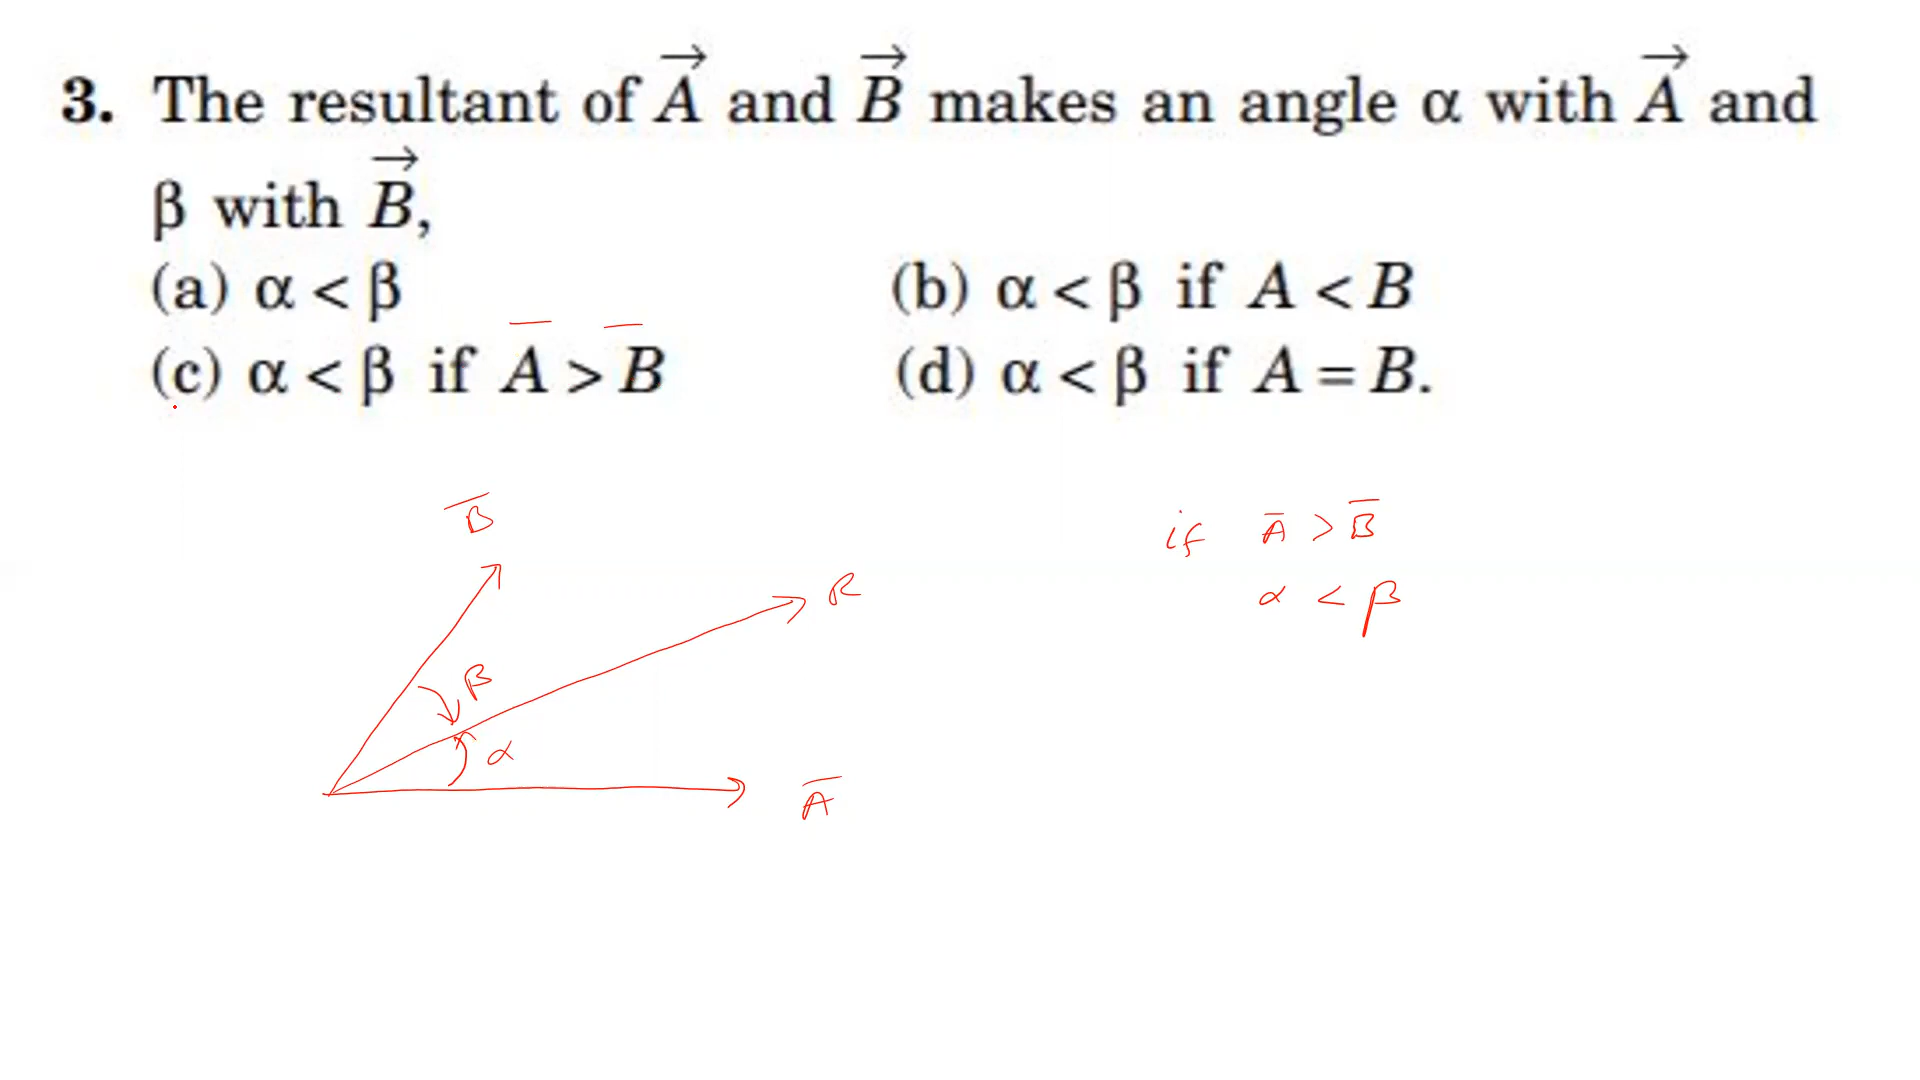 3. The resultant of A⃗ and B⃗ makes an angle α with A⃗ and
β with B⃗,
(a) α < β (b) α < β if A < B
(c) α < β if A̅ > B̅ (d) α < β if A = B.
B̅
R
β
α
A̅
if A̅ > B̅
α < β